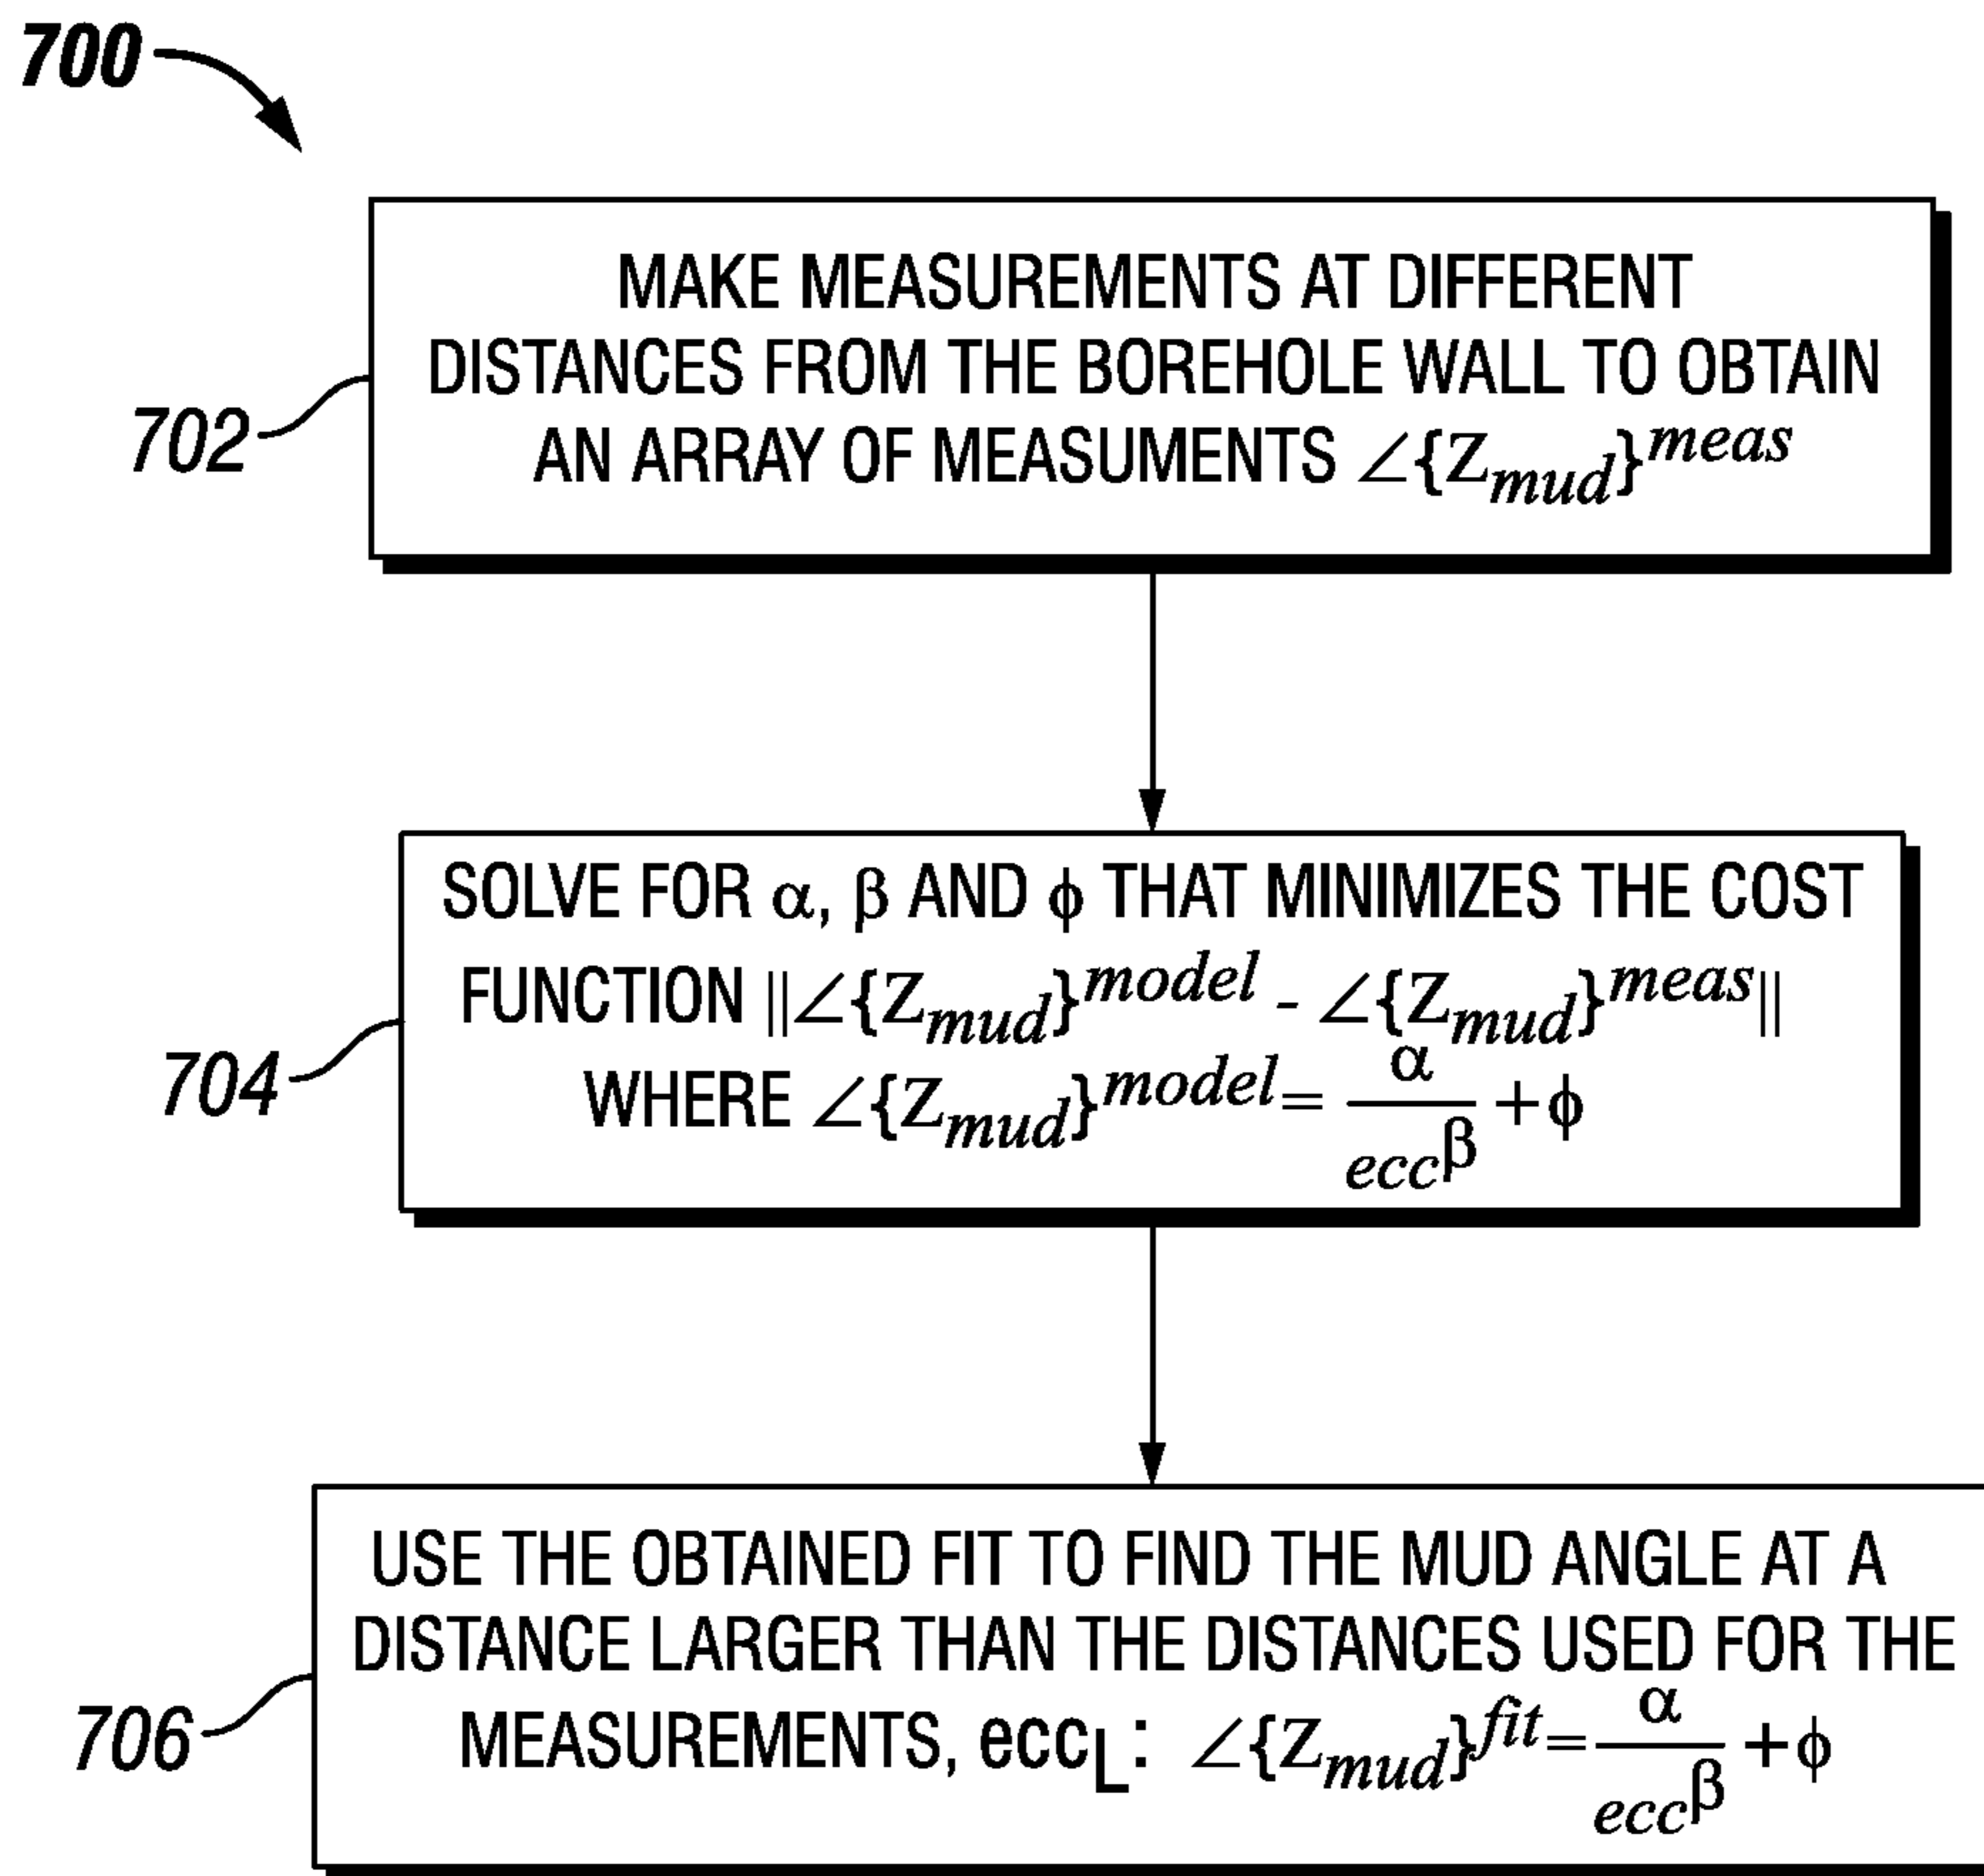 700
MAKE MEASUREMENTS AT DIFFERENT
DISTANCES FROM THE BOREHOLE WALL TO OBTAIN
AN ARRAY OF MEASUMENTS ∠{Z_mud}^meas
702
SOLVE FOR α, β AND ϕ THAT MINIMIZES THE COST
FUNCTION ||∠{Z_mud}^model - ∠{Z_mud}^meas||
WHERE ∠{Z_mud}^model = α/ecc^β + ϕ
704
USE THE OBTAINED FIT TO FIND THE MUD ANGLE AT A
DISTANCE LARGER THAN THE DISTANCES USED FOR THE
MEASUREMENTS, ecc_L: ∠{Z_mud}^fit = α/ecc^β + ϕ
706